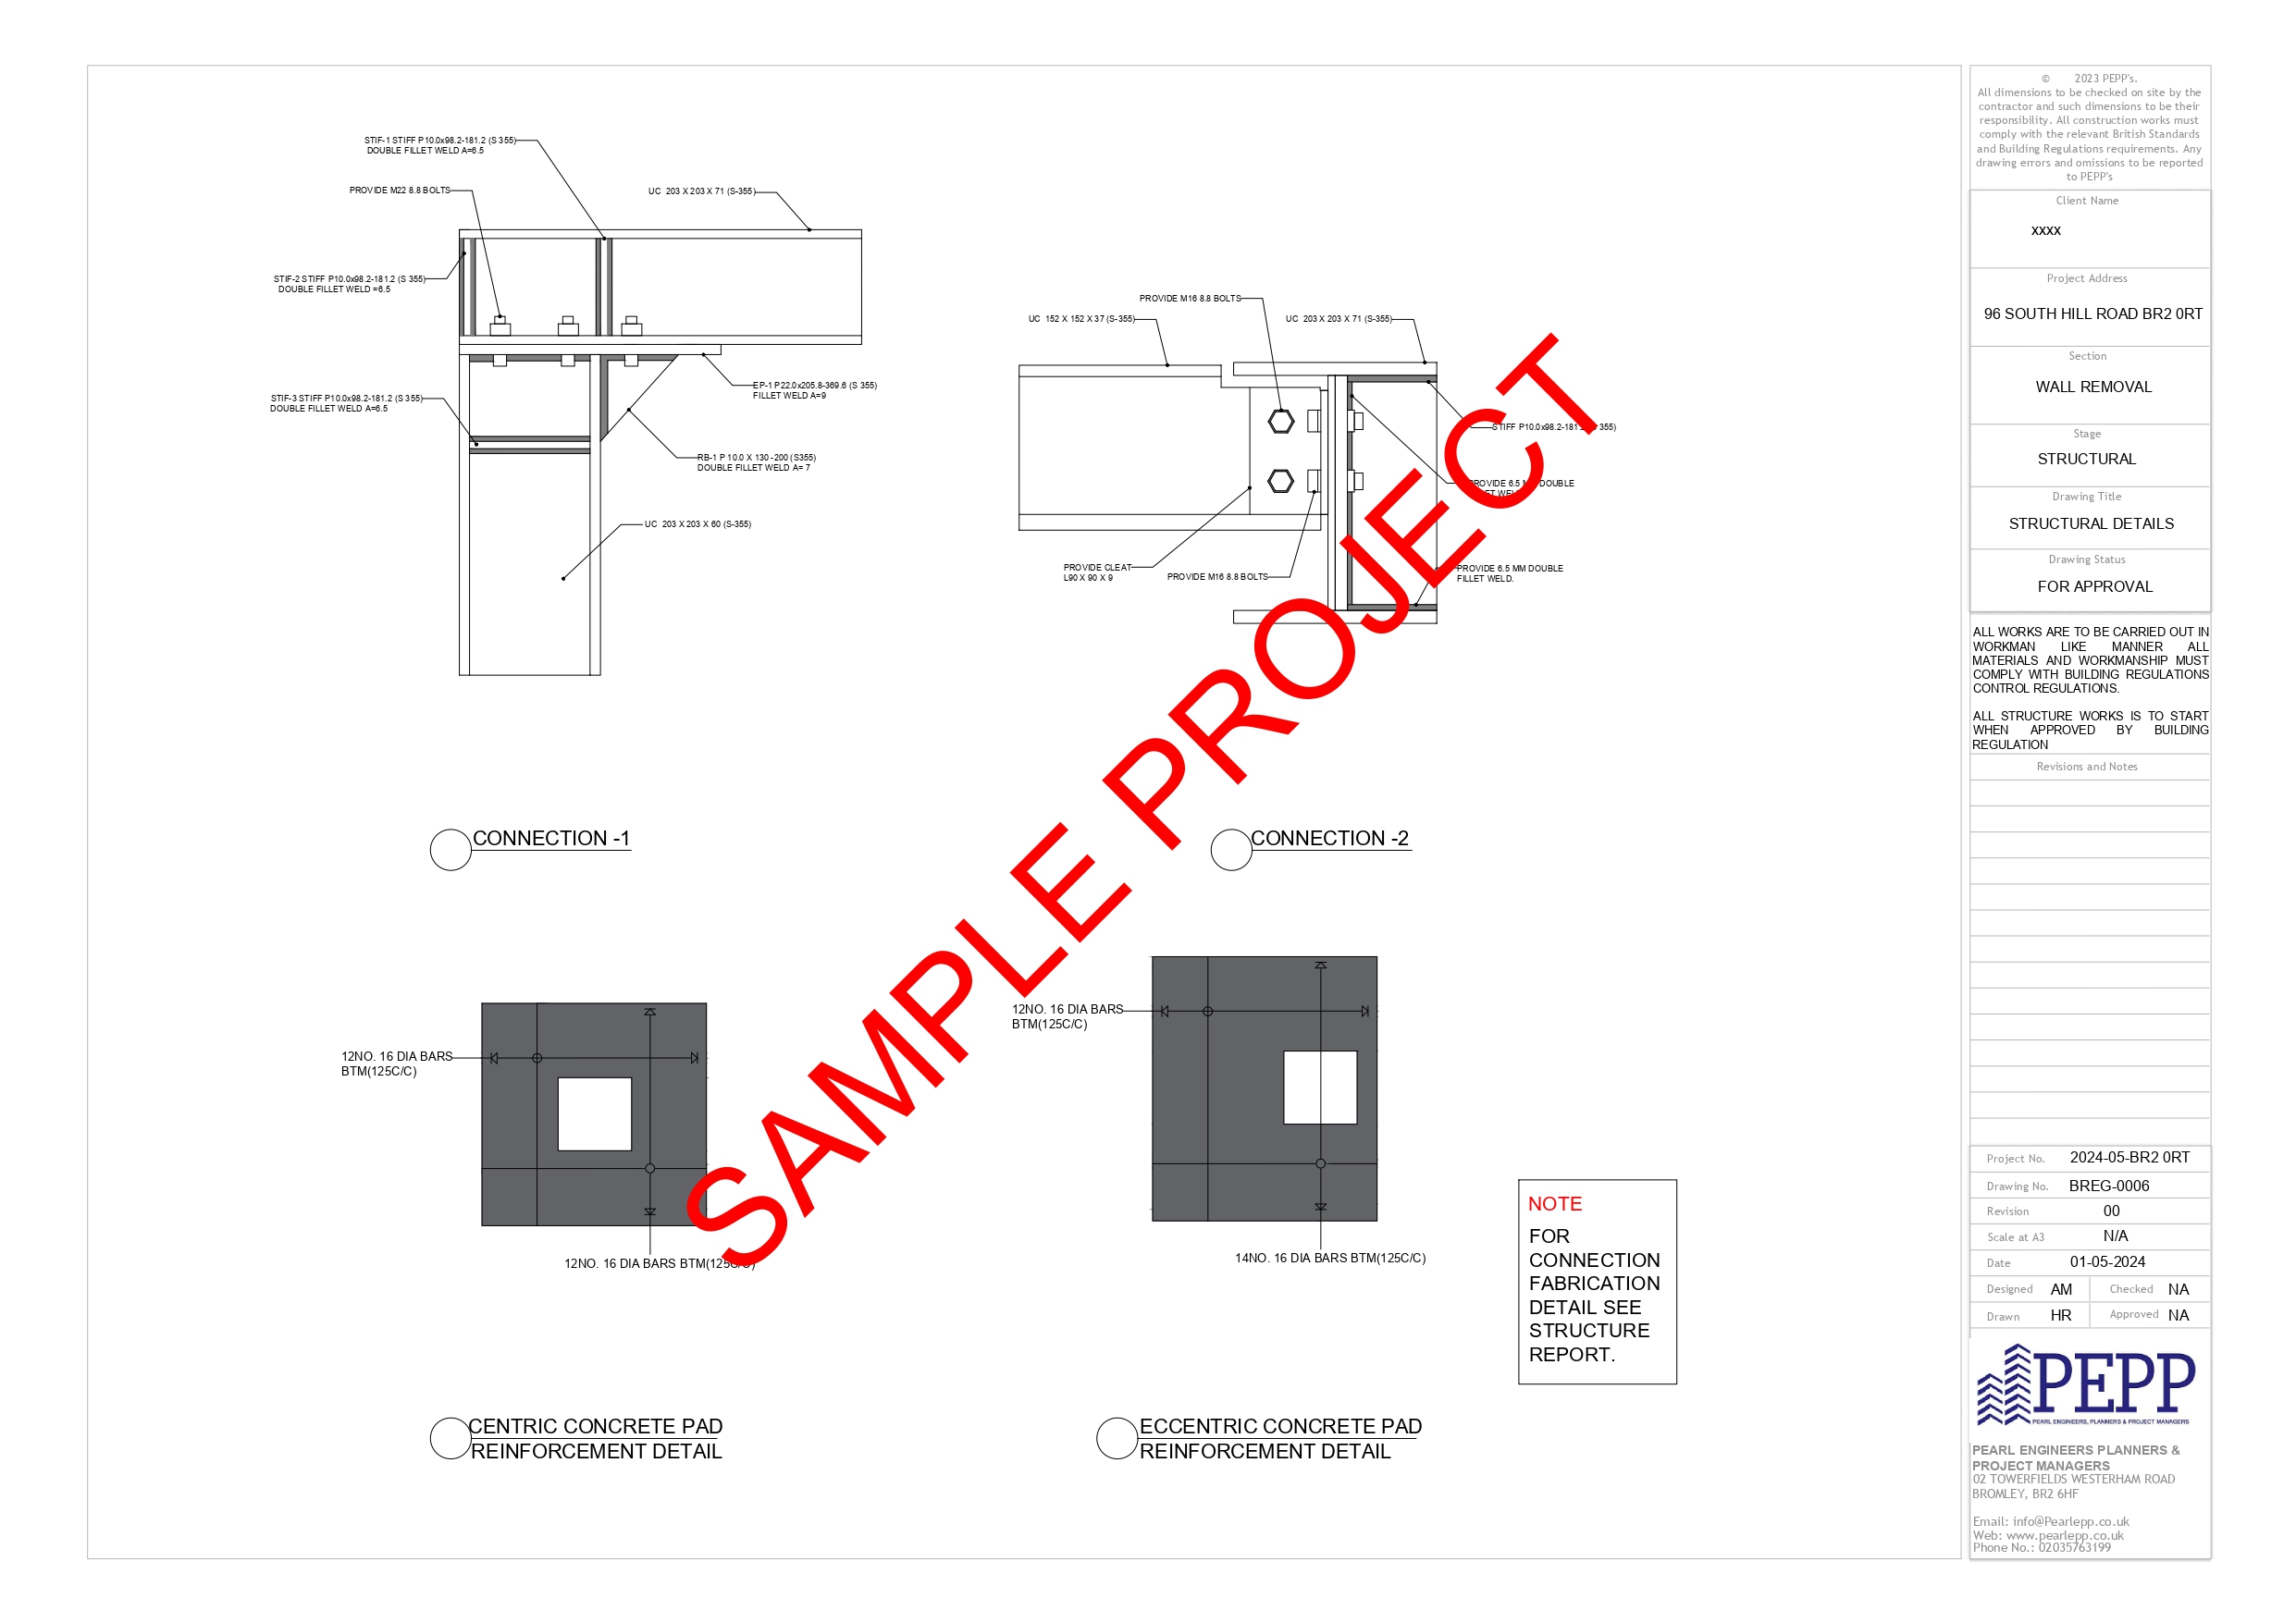 STIF-1 STIFF P10.0x98.2-181.2 (S 355)
DOUBLE FILLET WELD A=6.5
PROVIDE M22 8.8 BOLTS
UC 203 X 203 X 71 (S-355)
STIF-2 STIFF P10.0x98.2-181.2 (S 355)
DOUBLE FILLET WELD =6.5
EP-1 P22.0x205.8-369.6 (S 355)
FILLET WELD A=9
STIF-3 STIFF P10.0x98.2-181.2 (S 355)
DOUBLE FILLET WELD A=6.5
RB-1 P 10.0 X 130 -200 (S355)
DOUBLE FILLET WELD A= 7
UC 203 X 203 X 60 (S-355)
CONNECTION -1
PROVIDE M16 8.8 BOLTS
UC 152 X 152 X 37 (S-355)
UC 203 X 203 X 71 (S-355)
STIFF P10.0x98.2-181. 355)
PROVIDE 6.5 DOUBLE
PROVIDE CLEAT
L90 X 90 X 9
PROVIDE M16 8.8 BOLTS
PROVIDE 6.5 MM DOUBLE
FILLET WELD.
CONNECTION -2
SAMPLE PROJECT
12NO. 16 DIA BARS
BTM(125C/C)
12NO. 16 DIA BARS BTM(125C/C)
CENTRIC CONCRETE PAD
REINFORCEMENT DETAIL
12NO. 16 DIA BARS
BTM(125C/C)
14NO. 16 DIA BARS BTM(125C/C)
ECCENTRIC CONCRETE PAD
REINFORCEMENT DETAIL
NOTE
FOR
CONNECTION
FABRICATION
DETAIL SEE
STRUCTURE
REPORT.
© 2023 PEPP's.
All dimensions to be checked on site by the
contractor and such dimensions to be their
responsibility. All construction works must
comply with the relevant British Standards
and Building Regulations requirements. Any
drawing errors and omissions to be reported
to PEPP's
Client Name
xxxx
Project Address
96 SOUTH HILL ROAD BR2 0RT
Section
WALL REMOVAL
Stage
STRUCTURAL
Drawing Title
STRUCTURAL DETAILS
Drawing Status
FOR APPROVAL
ALL WORKS ARE TO BE CARRIED OUT IN
WORKMAN LIKE MANNER ALL
MATERIALS AND WORKMANSHIP MUST
COMPLY WITH BUILDING REGULATIONS
CONTROL REGULATIONS.
ALL STRUCTURE WORKS IS TO START
WHEN APPROVED BY BUILDING
REGULATION
Revisions and Notes
Project No. 2024-05-BR2 0RT
Drawing No. BREG-0006
Revision 00
Scale at A3 N/A
Date 01-05-2024
Designed AM Checked NA
Drawn HR Approved NA
PEPP
PEARL ENGINEERS, PLANNERS & PROJECT MANAGERS
PEARL ENGINEERS PLANNERS &
PROJECT MANAGERS
02 TOWERFIELDS WESTERHAM ROAD
BROMLEY, BR2 6HF
Email: info@Pearlepp.co.uk
Web: www.pearlepp.co.uk
Phone No.: 02035763199